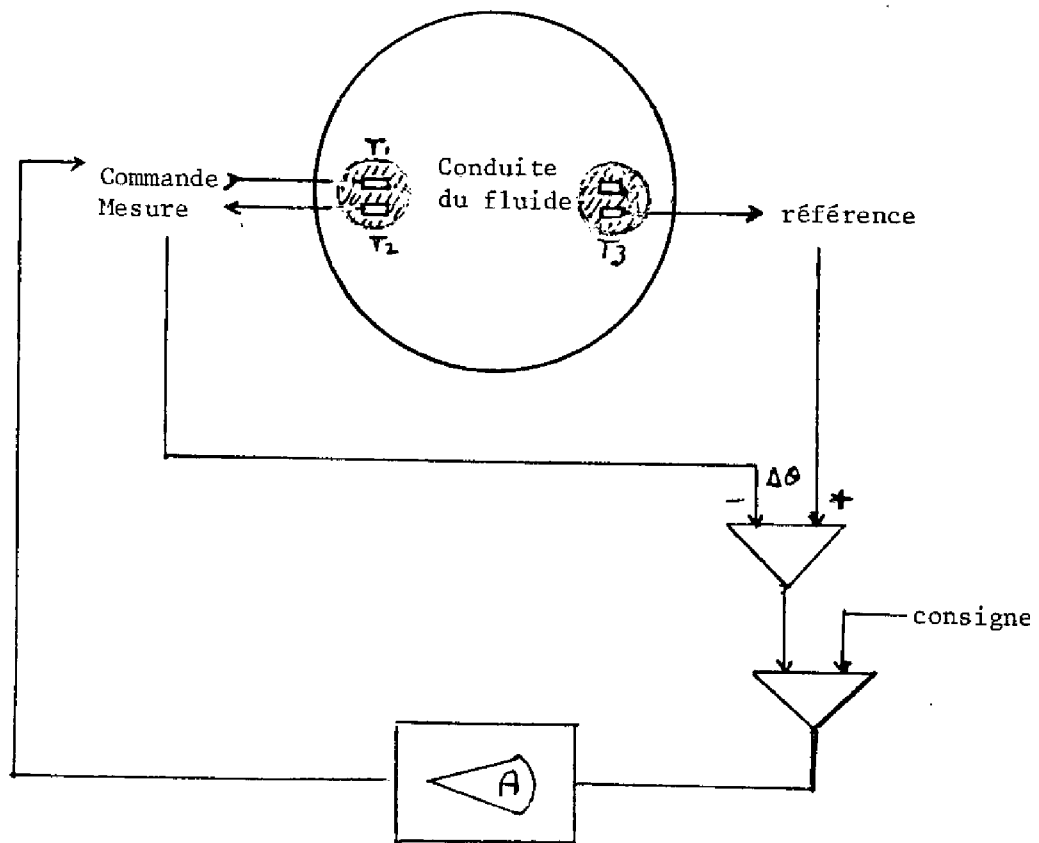 T1
Commande
Mesure
Conduite
du fluide
T2
T3
référence
Δθ
-
+
consigne
A